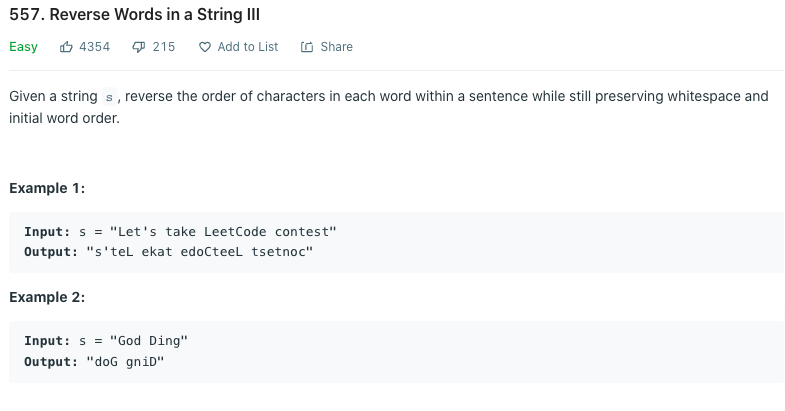 557. Reverse Words in a String III
Easy 4354 215 Add to List Share
Given a string s, reverse the order of characters in each word within a sentence while still preserving whitespace and
initial word order.
Example 1:
Input: s = "Let's take LeetCode contest"
Output: "s'teL ekat edoCteeL tsetnoc"
Example 2:
Input: s = "God Ding"
Output: "doG gniD"